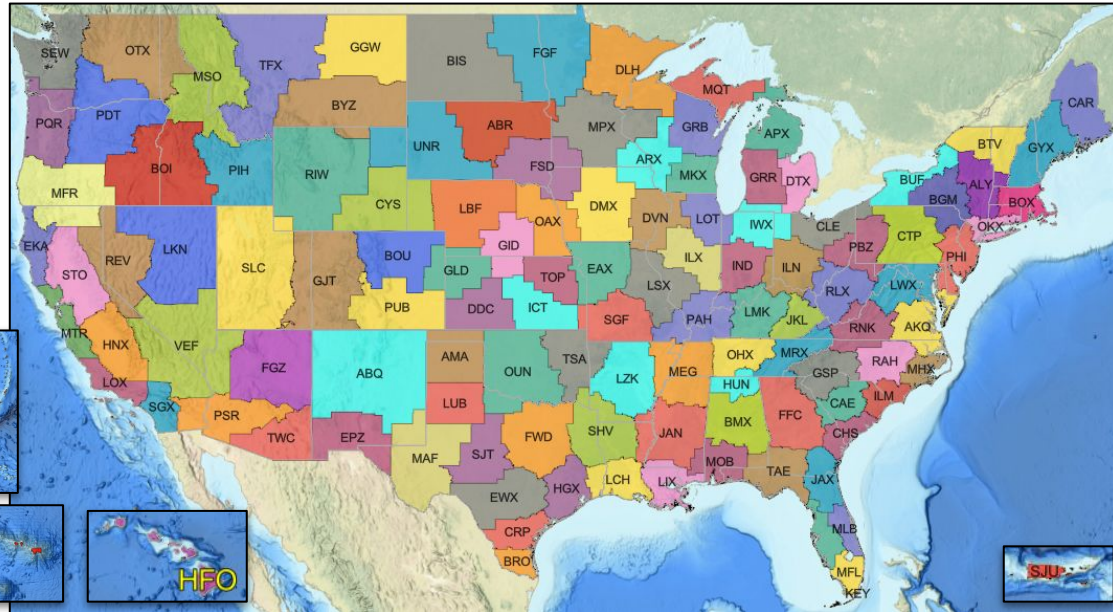 CAR
OTX
GGW
SEW
TFX
FGF
BIS
DLH
MSO
MQT
PDT
BYZ
PQR
ABR
MPX
GRB
APX
BTV
GYX
BOI
PIH
UNR
RIW
FSD
ARX
MKX
GRR
DTX
BUF
ALY
MFR
CYS
LBF
OAX
DMX
DVN
LOT
IWX
CLE
BGM
BOX
OKX
EKA
LKN
REV
STO
SLC
GJT
BOU
GID
GLD
TOP
EAX
ILX
IND
ILN
PBZ
CTP
PHI
PUB
DDC
ICT
LSX
RLX
LWX
MTR
HNX
VEF
SGF
PAH
LMK
JKL
RNK
AKQ
FGZ
ABQ
AMA
OUN
TSA
LZK
MEG
OHX
MRX
GSP
RAH
MHX
LOX
SGX
PSR
LUB
HUN
CAE
ILM
TWC
EPZ
MAF
SJT
FWD
SHV
JAN
BMX
FFC
CHS
EWX
HGX
LCH
LIX
MOB
TAE
JAX
CRP
BRO
MLB
MFL
KEY
HFO
SJU